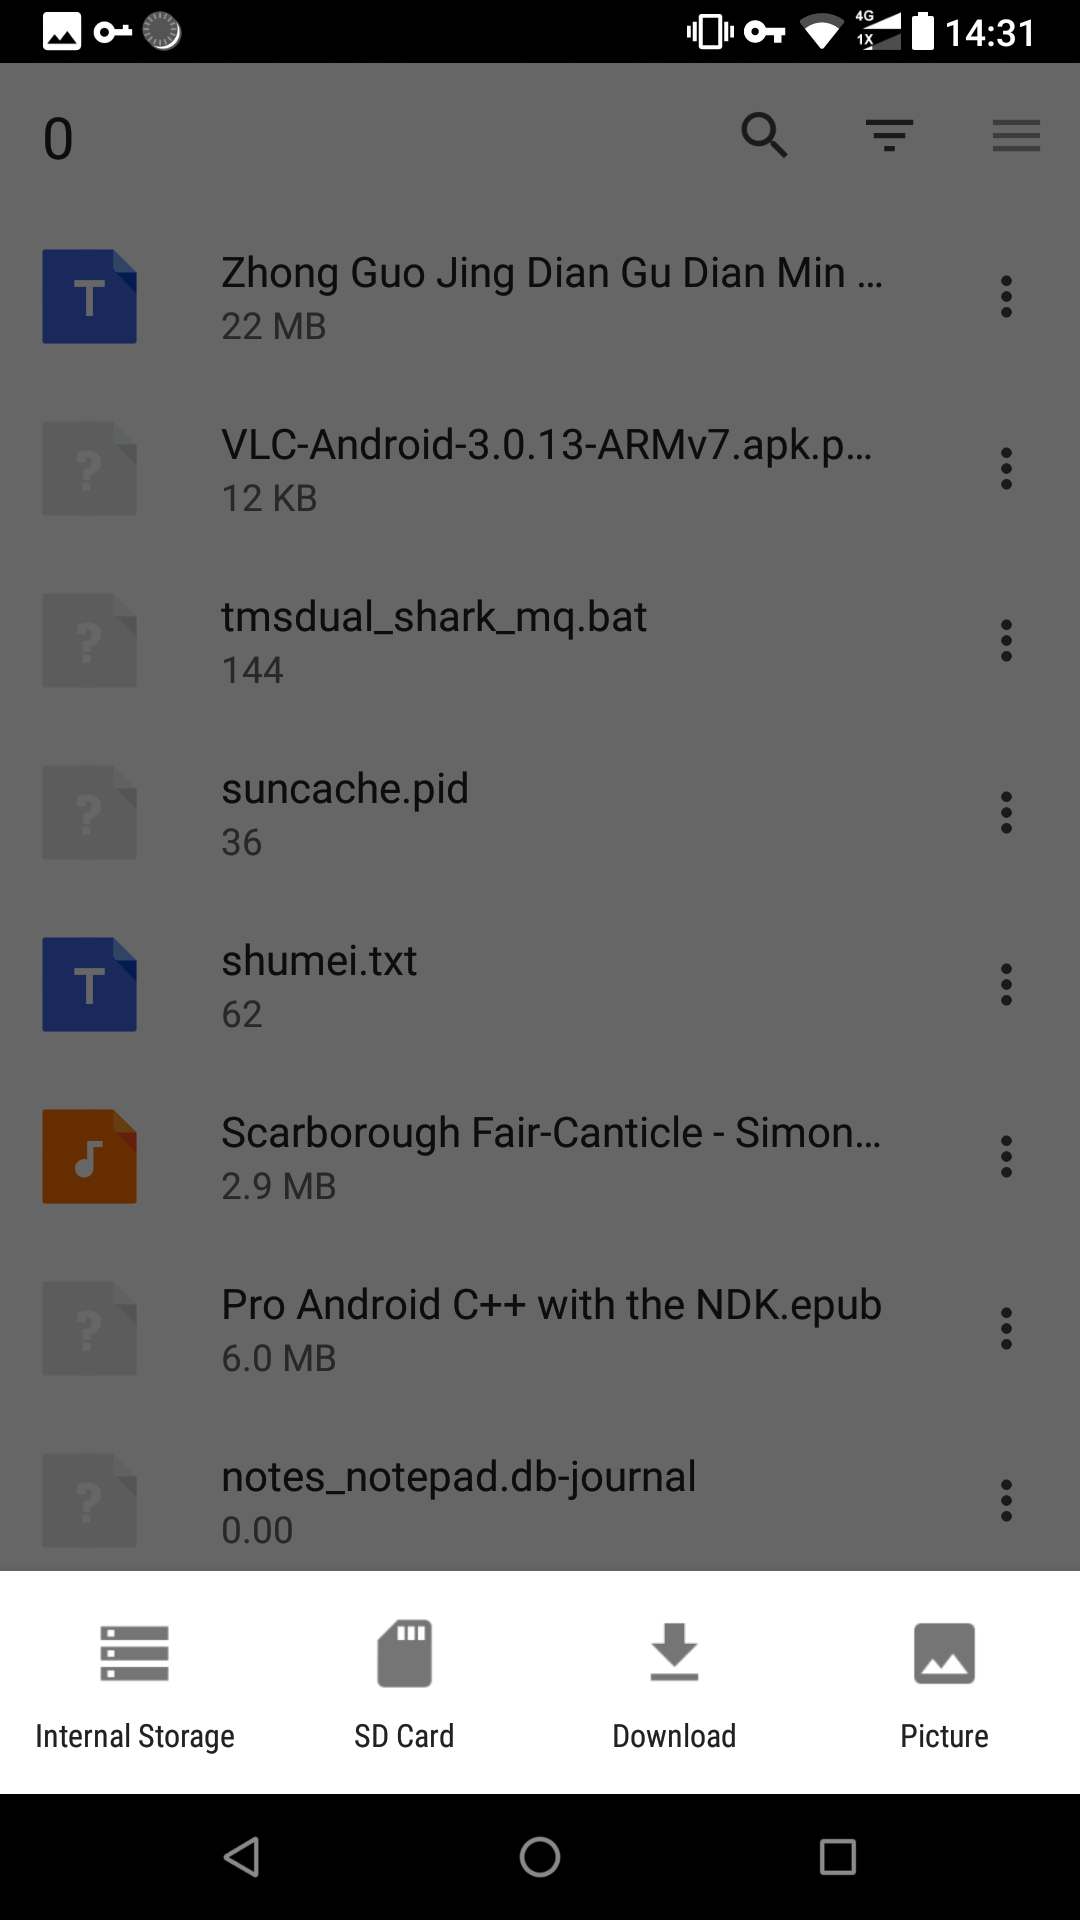 4G
1X
14:31
0
T
Zhong Guo Jing Dian Gu Dian Min ...
22 MB
?
VLC-Android-3.0.13-ARMv7.apk.p...
12 KB
?
tmsdual_shark_mq.bat
144
?
suncache.pid
36
T
shumei.txt
62
Scarborough Fair-Canticle - Simon...
2.9 MB
?
Pro Android C++ with the NDK.epub
6.0 MB
?
notes_notepad.db-journal
0.00
Internal Storage
SD Card
Download
Picture